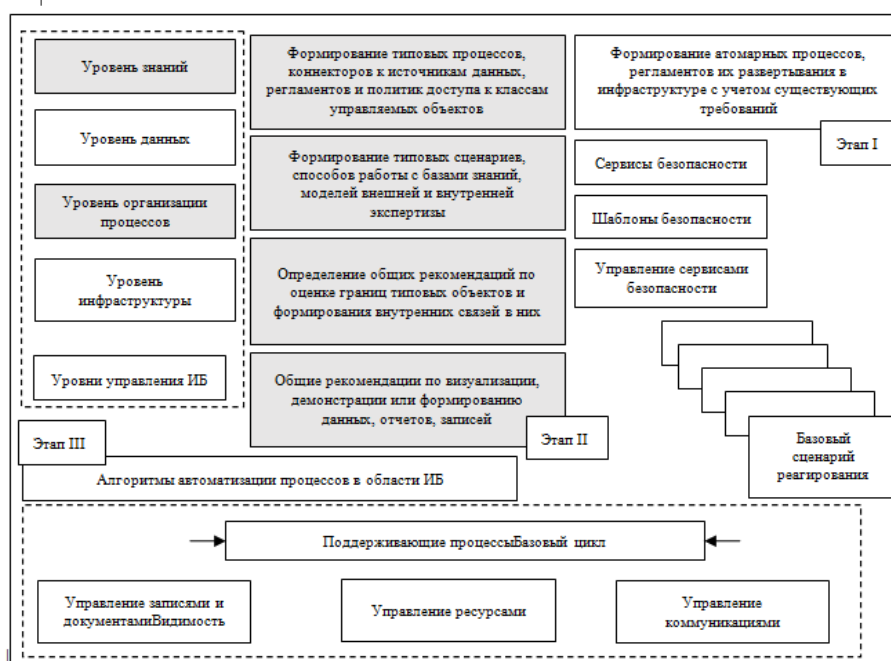 Уровень знаний
Уровень данных
Уровень организации
процессов
Уровень
инфраструктуры
Уровни управления ИБ
Формирование типовых процессов,
коннекторов к источникам данных,
регламентов и политик доступа к классам
управляемых объектов
Формирование типовых сценариев,
способов работы с базами знаний,
моделей внешней и внутренней
экспертизы
Определение общих рекомендаций по
оценке границ типовых объектов и
формирования внутренних связей в них
Общие рекомендации по визуализации,
демонстрации или формированию
данных, отчетов, записей
Формирование атомарных процессов,
регламентов их развертывания в
инфраструктуре с учетом существующих
требований
Этап I
Сервисы безопасности
Шаблоны безопасности
Управление сервисами
безопасности
Базовый
сценарий
реагирования
Этап II
Этап III
Алгоритмы автоматизации процессов в области ИБ
Поддерживающие процессыБазовый цикл
Управление записями и
документамиВидимость
Управление ресурсами
Управление
коммуникациями